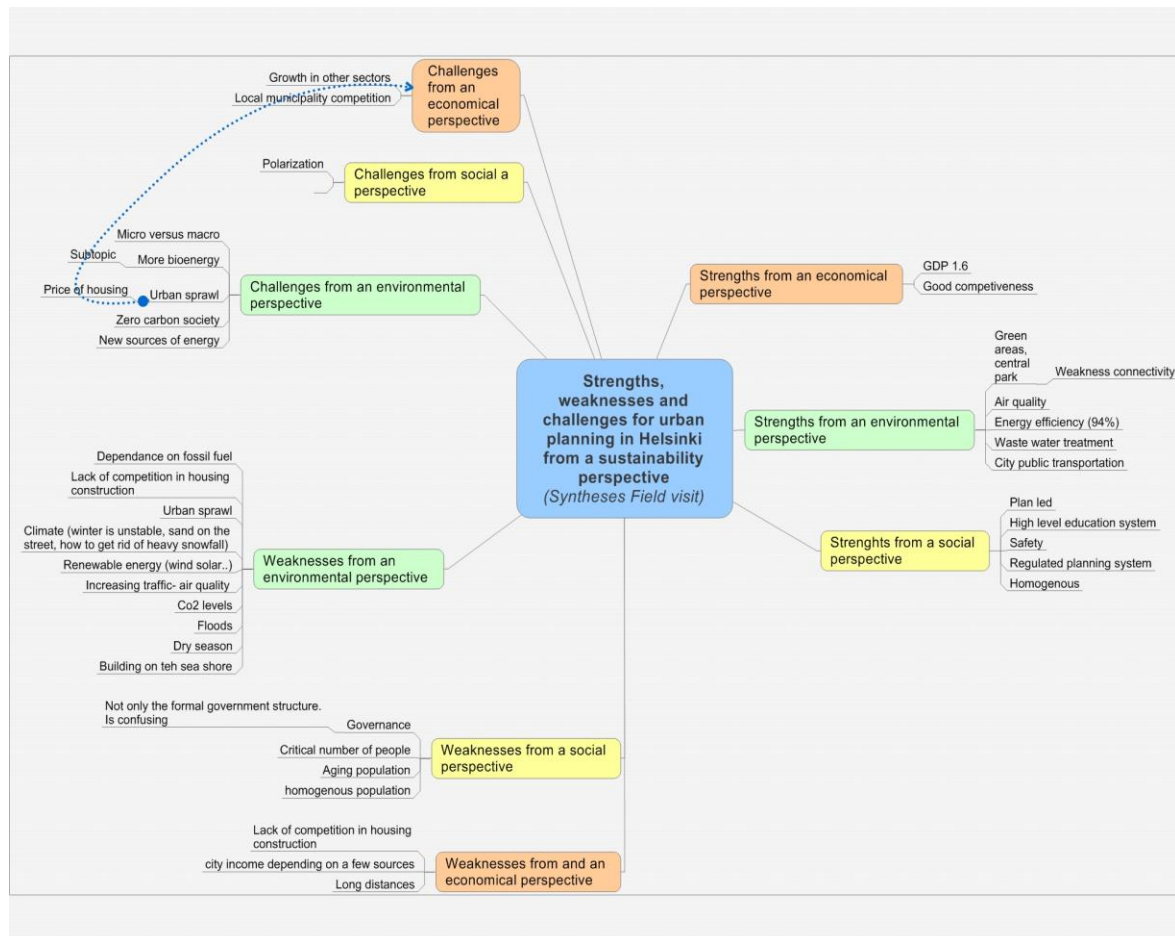 Challenges
from an
economical
perspective
Growth in other sectors
Local municipality competition
Challenges from social a
perspective
Polarization
Challenges from an environmental
perspective
Micro versus macro
More bioenergy
Subtopic
Urban sprawl
Price of housing
Zero carbon society
New sources of energy
Strengths from an economical
perspective
GDP 1.6
Good competiveness
Strengths,
weaknesses and
challenges for urban
planning in Helsinki
from a sustainability
perspective
(Syntheses Field visit)
Strengths from an environmental
perspective
Green
areas,
central
park
Weakness connectivity
Air quality
Energy efficiency (94%)
Waste water treatment
City public transportation
Strenghts from a social
perspective
Plan led
High level education system
Safety
Regulated planning system
Homogenous
Weaknesses from an
environmental perspective
Dependance on fossil fuel
Lack of competition in housing
construction
Urban sprawl
Climate (winter is unstable, sand on the
street, how to get rid of heavy snowfall)
Renewable energy (wind solar..)
Increasing traffic- air quality
Co2 levels
Floods
Dry season
Building on teh sea shore
Weaknesses from a social
perspective
Not only the formal government structure.
Is confusing
Governance
Critical number of people
Aging population
homogenous population
Weaknesses from and an
economical perspective
Lack of competition in housing
construction
city income depending on a few sources
Long distances